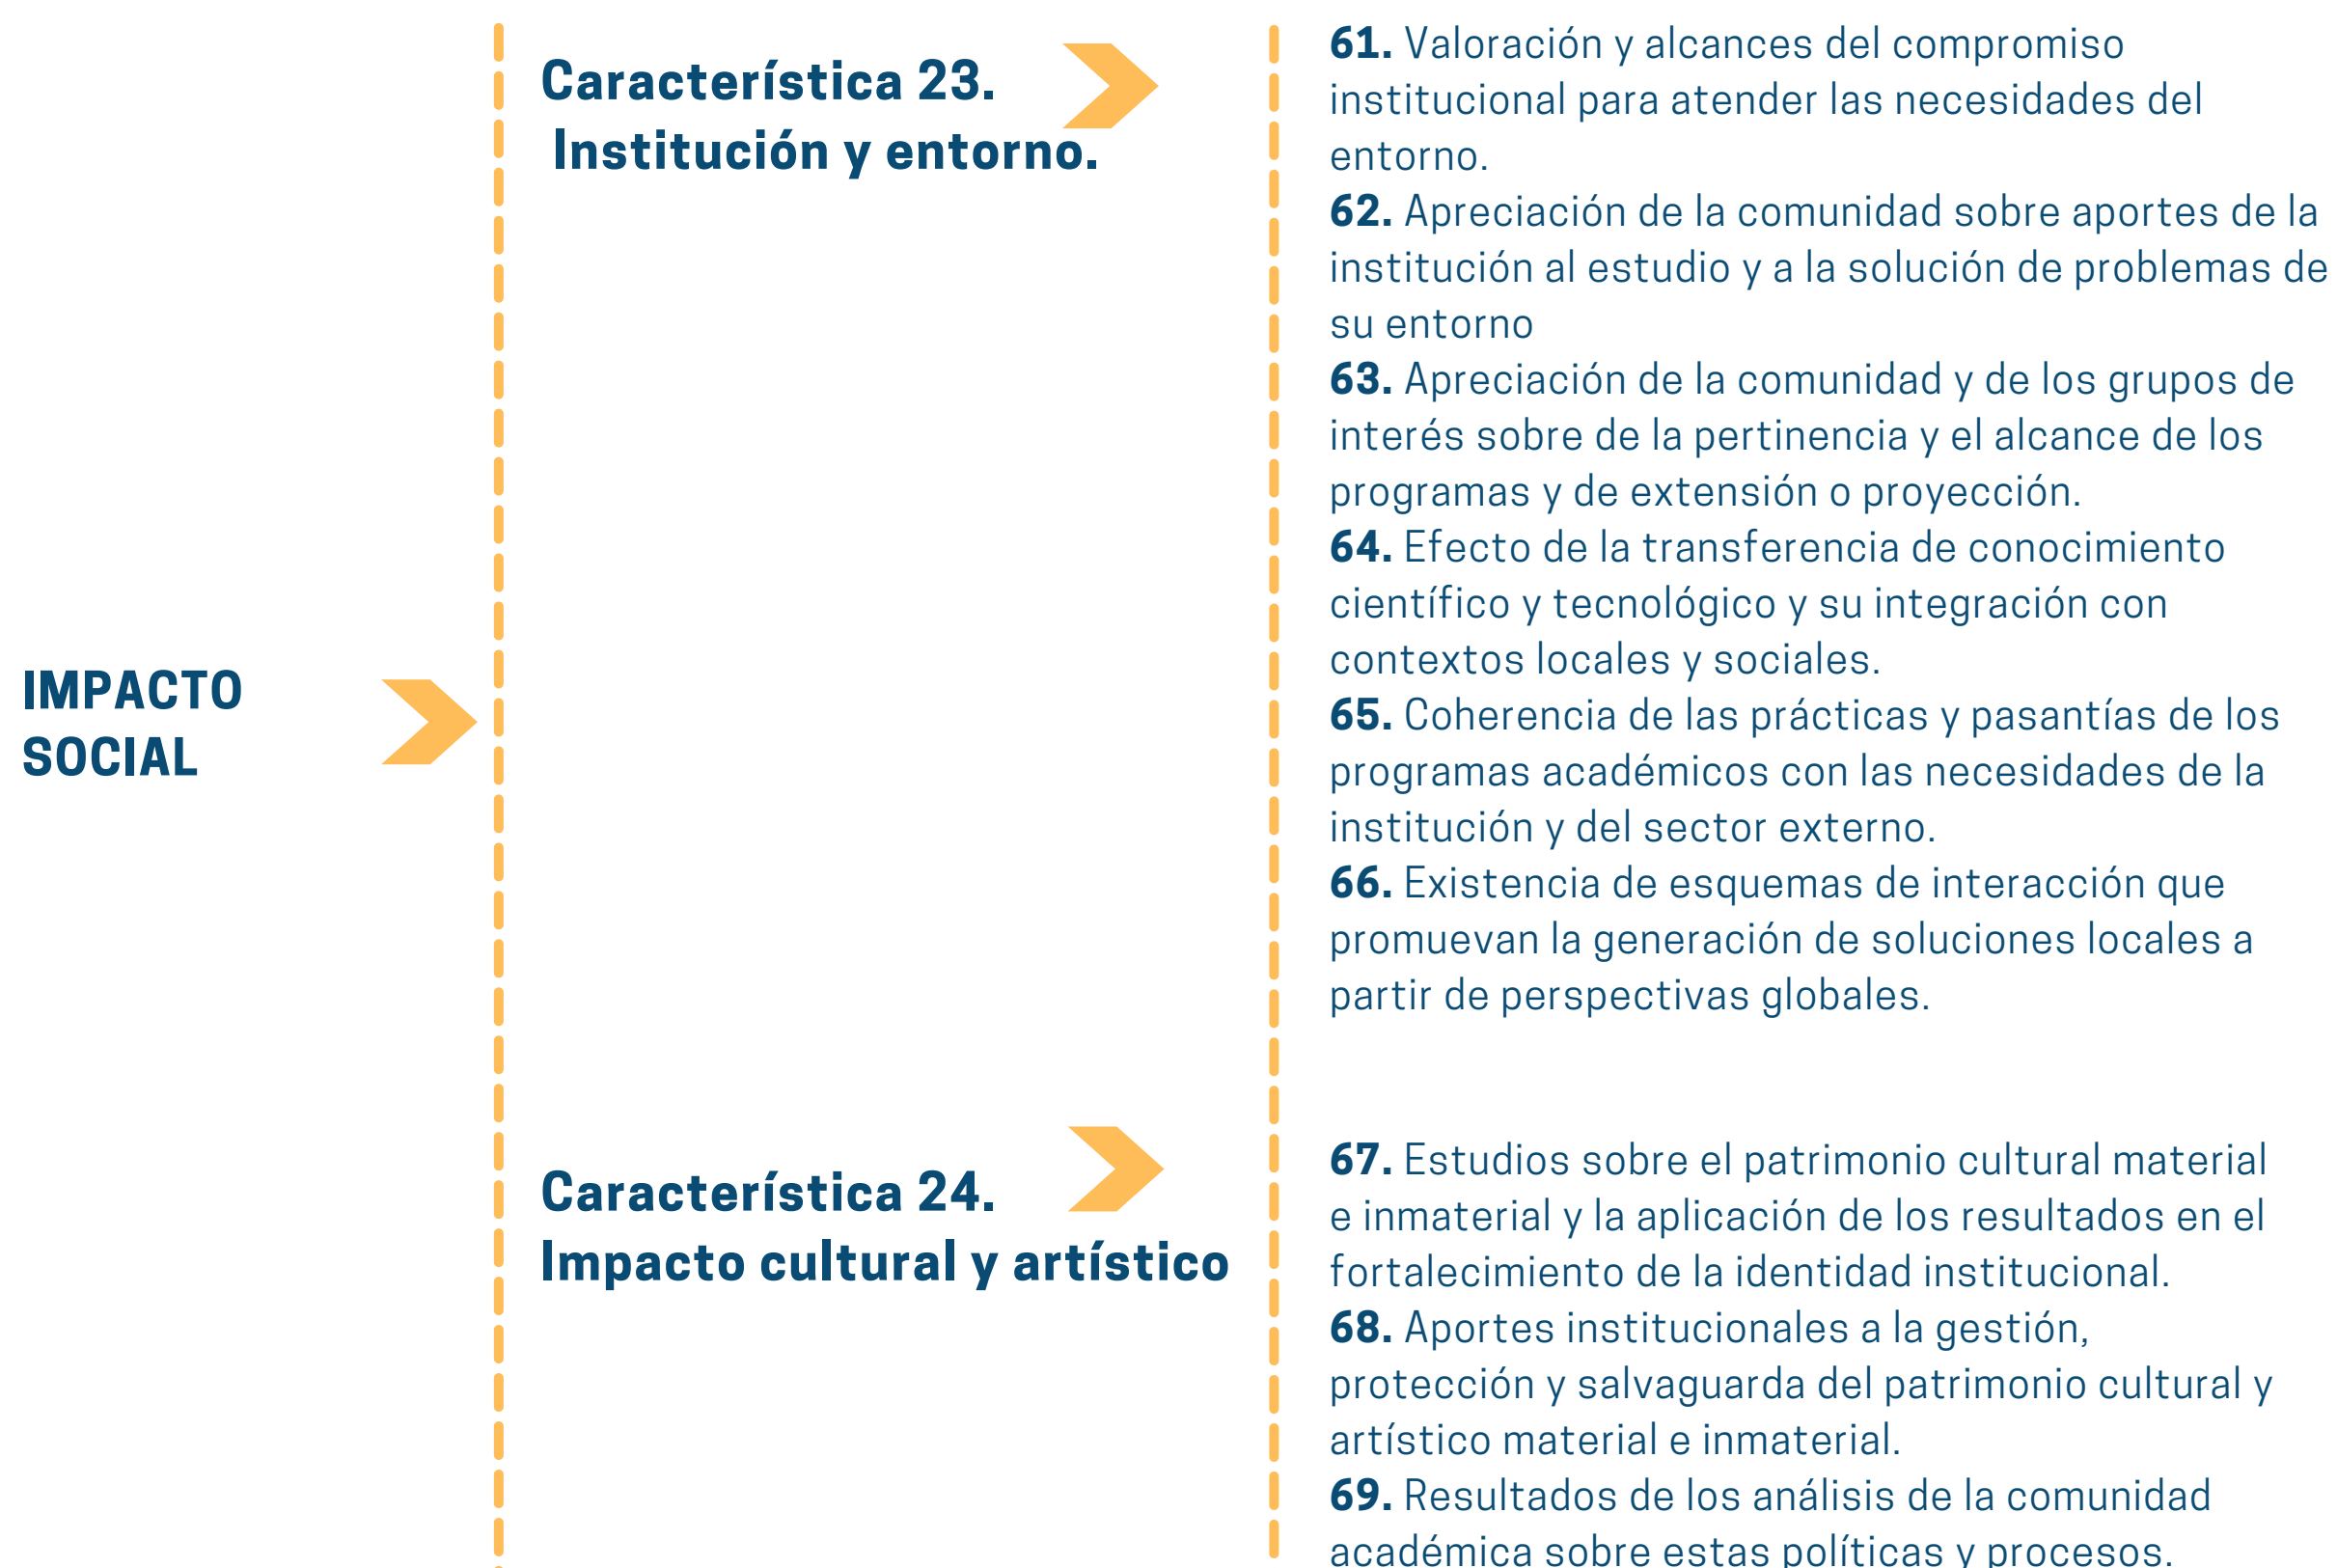 IMPACTO
SOCIAL
Característica 23.
Institución y entorno.
61. Valoración y alcances del compromiso
institucional para atender las necesidades del
entorno.
62. Apreciación de la comunidad sobre aportes de la
institución al estudio y a la solución de problemas de
su entorno
63. Apreciación de la comunidad y de los grupos de
interés sobre de la pertinencia y el alcance de los
programas y de extensión o proyección.
64. Efecto de la transferencia de conocimiento
científico y tecnológico y su integración con
contextos locales y sociales.
65. Coherencia de las prácticas y pasantías de los
programas académicos con las necesidades de la
institución y del sector externo.
66. Existencia de esquemas de interacción que
promuevan la generación de soluciones locales a
partir de perspectivas globales.
Característica 24.
Impacto cultural y artístico
67. Estudios sobre el patrimonio cultural material
e inmaterial y la aplicación de los resultados en el
fortalecimiento de la identidad institucional.
68. Aportes institucionales a la gestión,
protección y salvaguarda del patrimonio cultural y
artístico material e inmaterial.
69. Resultados de los análisis de la comunidad
académica sobre estas políticas y procesos.